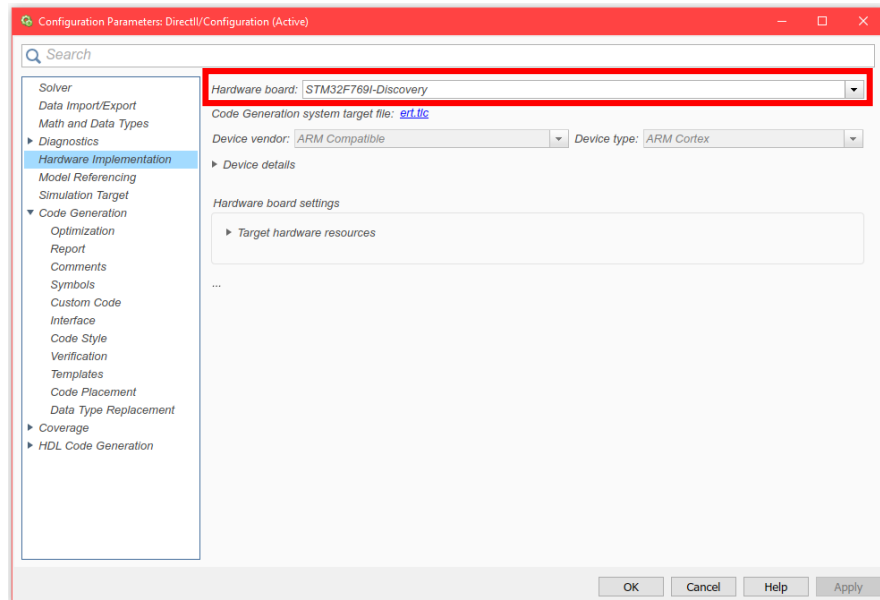 Configuration Parameters: DirectII/Configuration (Active)
Search
Solver
Data Import/Export
Math and Data Types
Diagnostics
Hardware Implementation
Model Referencing
Simulation Target
Code Generation
Optimization
Report
Comments
Symbols
Custom Code
Interface
Code Style
Verification
Templates
Code Placement
Data Type Replacement
Coverage
HDL Code Generation
Hardware board: STM32F769I-Discovery
Code Generation system target file: ert.tlc
Device vendor: ARM Compatible Device type: ARM Cortex
Device details
Hardware board settings
Target hardware resources
...
OK Cancel Help Apply